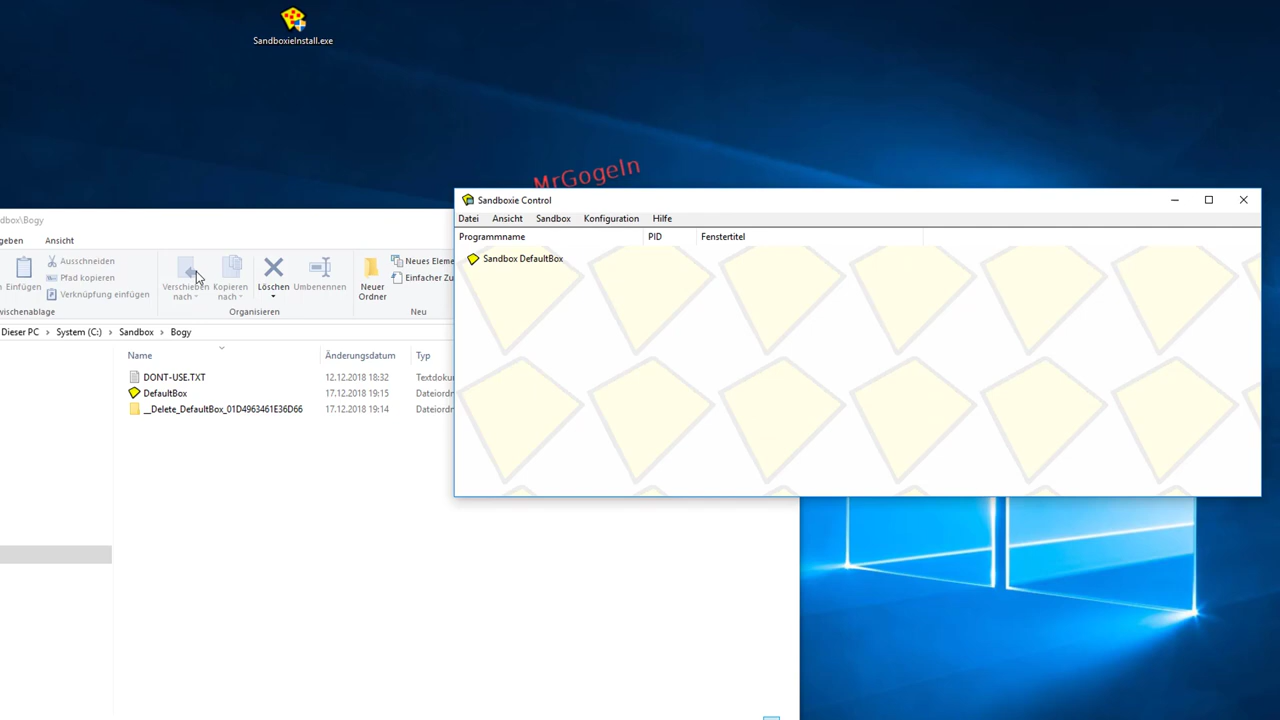 SandboxieInstall.exe
MrGogeln
Sandboxie Control
Datei Ansicht Sandbox Konfiguration Hilfe
Programmname PID Fenstertitel
Sandbox DefaultBox
dbox\Bogy
geben Ansicht
Ausschneiden
Pfad kopieren
Verknüpfung einfügen
Einfügen
Verschieben nach
Kopieren nach
Löschen
Umbenennen
Neuer Ordner
Neues Eleme
Einfacher Zu
wischenablage Organisieren Neu
Dieser PC System (C:) Sandbox Bogy
Name Änderungsdatum Typ
DONT-USE.TXT 12.12.2018 18:32 Textdokun
DefaultBox 17.12.2018 19:15 Dateiordn
__Delete_DefaultBox_01D4963461E36D66 17.12.2018 19:14 Dateiordn